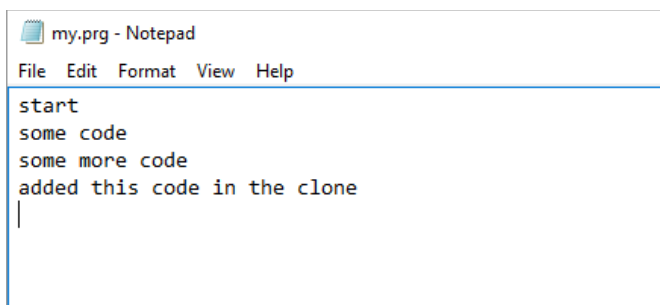 my.prg - Notepad
File Edit Format View Help
start
some code
some more code
added this code in the clone